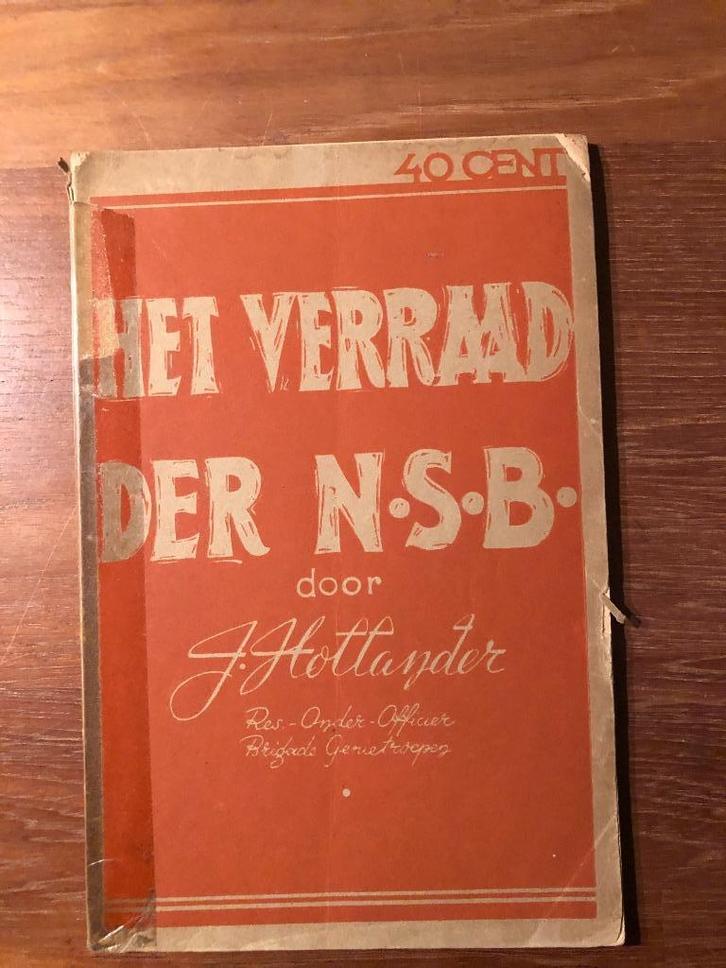 40 CENT
HET VERRAAD
DER N·S·B·
door
J. Hollander
Res.-Onder-Officier
Brigade Genietroepen